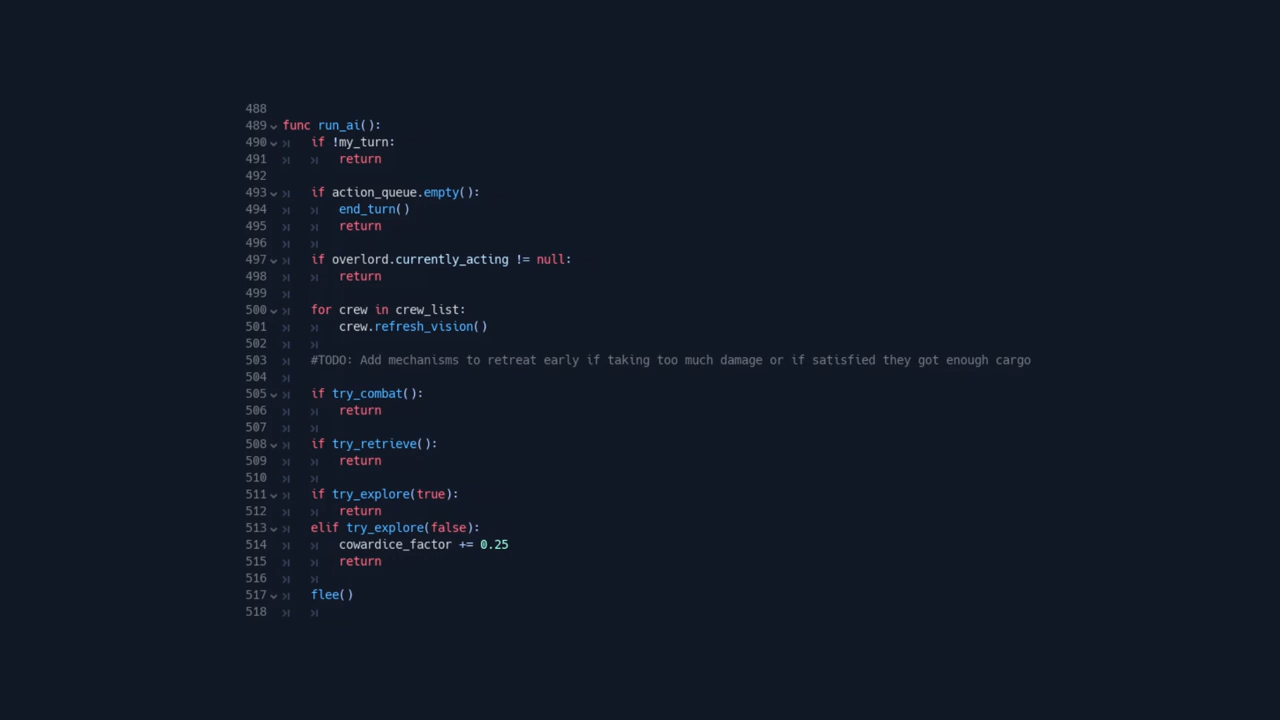 488
489 func run_ai():
490 if !my_turn:
491 return
492
493 if action_queue.empty():
494 end_turn()
495 return
496
497 if overlord.currently_acting != null:
498 return
499
500 for crew in crew_list:
501 crew.refresh_vision()
502
503 #TODO: Add mechanisms to retreat early if taking too much damage or if satisfied they got enough cargo
504
505 if try_combat():
506 return
507
508 if try_retrieve():
509 return
510
511 if try_explore(true):
512 return
513 elif try_explore(false):
514 cowardice_factor += 0.25
515 return
516
517 flee()
518